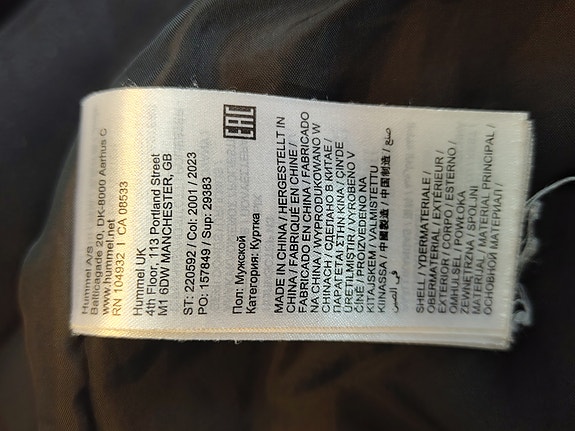 Hummel A/S
Balticagade 20, DK-8000 Aarhus C
www.hummel.net
RN 104932 I CA 08533
Hummel UK
4th Floor, 113 Portland Street
M1 6DW MANCHESTER, GB
ST: 220592 / Col: 2001 / 2023
PO: 157849 / Sup: 29383
EAC
Пол: Мужской
Категория: Куртка
MADE IN CHINA / HERGESTELLT IN
CHINA / FABRIQUÉ EN CHINE /
FABRICADO EN CHINA / FABRICADO
NA CHINA / WYPRODUKOWANO W
CHINACH / СДЕЛАНО В КИТАЕ /
ΠΑΡΑΓΕΤΑΙ ΣΤΗΝ ΚΙΝΑ / ÇİN'DE
ÜRETİLMİŞTİR / VYROBENO V
ČÍNĚ / PROIZVEDENO NA
KITAJSKEM / VALMISTETTU
KIINASSA / 中国制造 / 中國製造 / صنع
في الصين
SHELL / YDERMATERIALE /
OBERMATERIAL / EXTÉRIEUR /
EXTERIOR / CORPO / ESTERNO /
OMHULSEL / POWŁOKA
ZEWNĘTRZNA / SPOLJNI
MATERIJAL / MATERIAL PRINCIPAL /
ОСНОВНОЙ МАТЕРИАЛ /